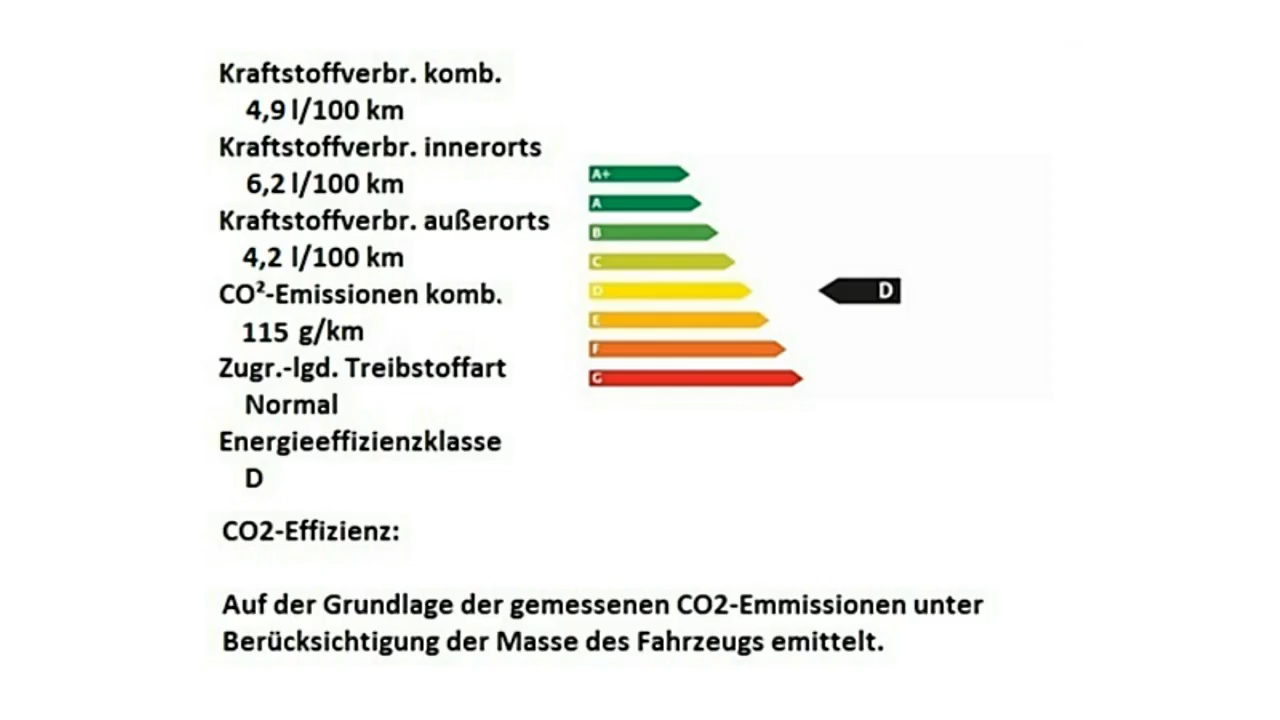 Kraftstoffverbr. komb.
4,9 l/100 km
Kraftstoffverbr. innerorts
6,2 l/100 km
Kraftstoffverbr. außerorts
4,2 l/100 km
CO²-Emissionen komb.
115 g/km
Zugr.-lgd. Treibstoffart
Normal
Energieeffizienzklasse
D
A+
A
B
C
D
E
F
G
D
CO2-Effizienz:
Auf der Grundlage der gemessenen CO2-Emmissionen unter
Berücksichtigung der Masse des Fahrzeugs emittelt.